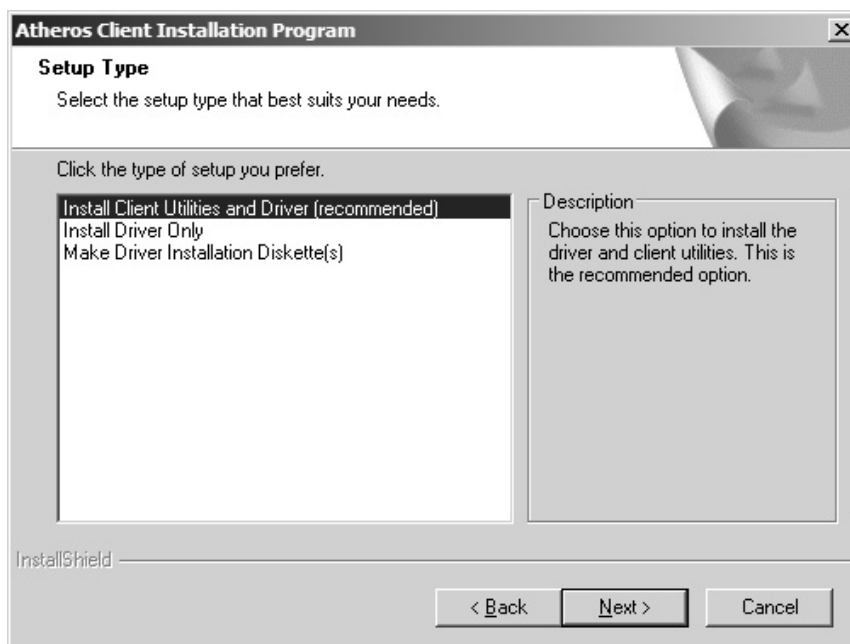 Atheros Client Installation Program
Setup Type
Select the setup type that best suits your needs.
Click the type of setup you prefer.
Install Client Utilities and Driver (recommended)
Install Driver Only
Make Driver Installation Diskette(s)
Description
Choose this option to install the
driver and client utilities. This is
the recommended option.
InstallShield
< Back
Next >
Cancel